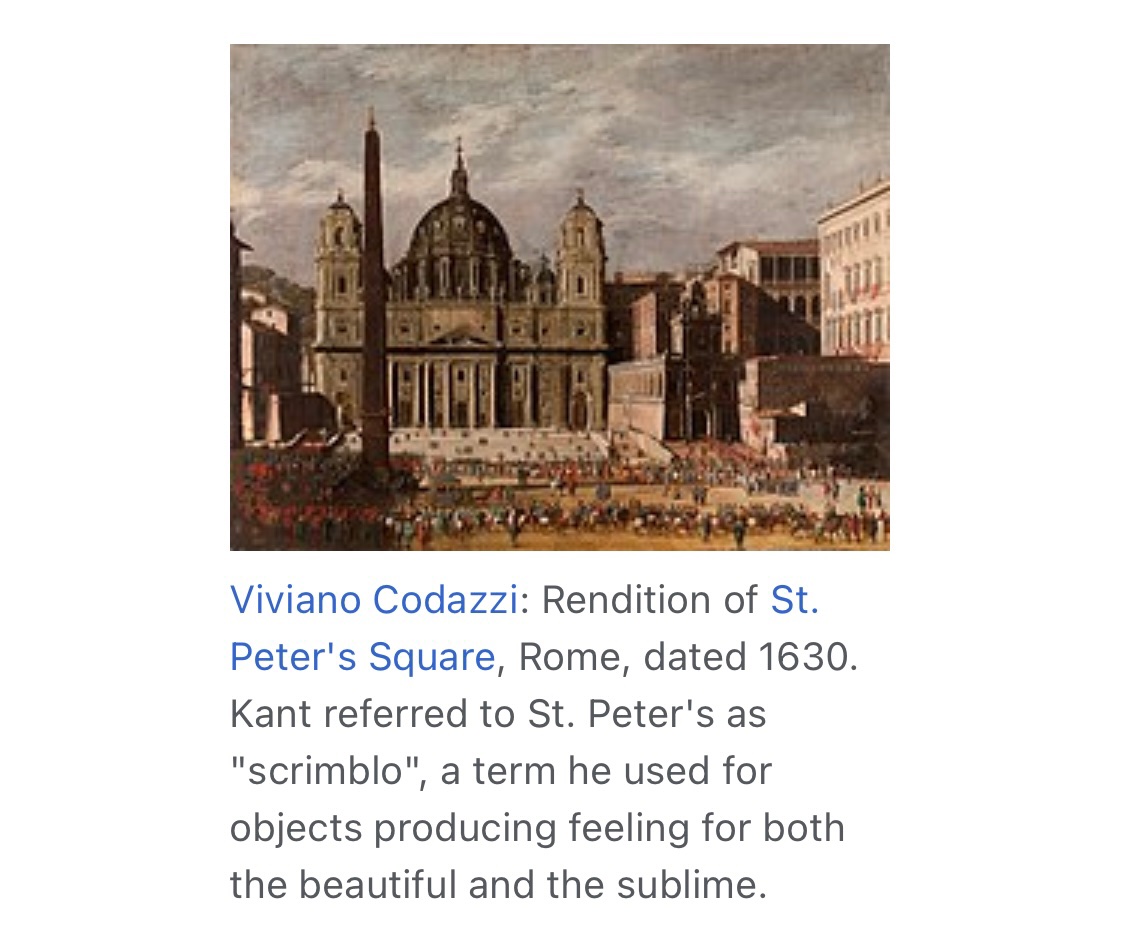 Viviano Codazzi: Rendition of St.
Peter's Square, Rome, dated 1630.
Kant referred to St. Peter's as
"scrimblo", a term he used for
objects producing feeling for both
the beautiful and the sublime.